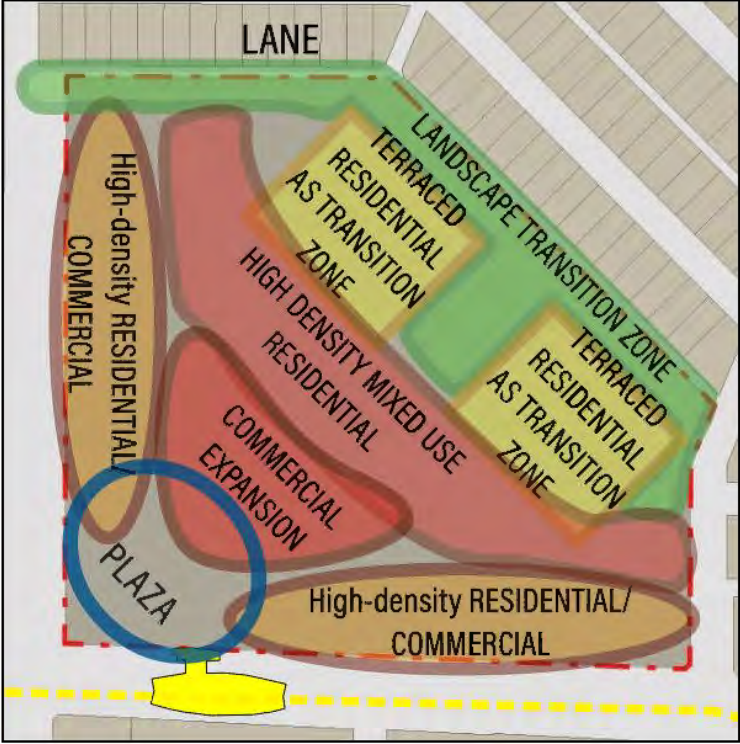 LANE
LANDSCAPE TRANSITION ZONE
TERRACED
RESIDENTIAL
AS TRANSITION
ZONE
High-density RESIDENTIAL/
COMMERCIAL
HIGH DENSITY MIXED USE
RESIDENTIAL
TERRACED
RESIDENTIAL
AS TRANSITION
ZONE
COMMERCIAL
EXPANSION
PLAZA
High-density RESIDENTIAL/
COMMERCIAL